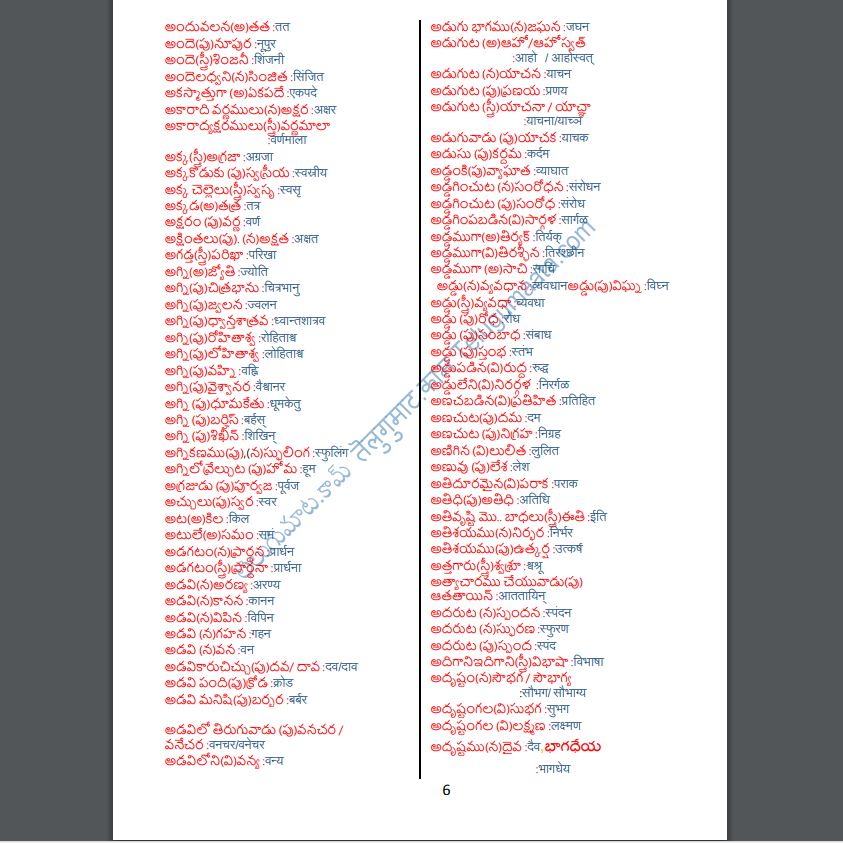 అందువలన(అ)తత :तत
అందె(పు)నూపుర :नूपुर
అందె(స్త్రీ)శింజనీ :शिंजनी
అందెలధ్వని(న)సింజిత :सिंजित
అకస్మాత్తుగా (అ)ఏకపదే :एकपदे
అకారాది వర్ణములు(న)అక్షర :अक्षर
అకారాద్యక్షరములు(స్త్రీ)వర్ణమాలా
:वर्णमाला
అక్క(స్త్రీ)అగ్రజా :अग्रजा
అక్కకొడుకు (పు)స్వస్రీయ :स्वस्रीय
అక్క చెల్లెలు(స్త్రీ)స్వసృ :स्वसृ
అక్కడ(అ)తత్ర :तत्र
అక్షరం (పు)వర్ణ :वर्ण
అక్షింతలు(పు). (న)అక్షత :अक्षत
అగడ్త(స్త్రీ)పరిఖా :परिखा
అగ్ని(అ)జ్యోతి :ज्योति
అగ్ని(పు)చిత్రభాను :चित्रभानु
అగ్ని(పు)జ్వలన :ज्वलन
అగ్ని(పు)ధ్వాన్తశాత్రవ :ध्वान्तशात्रव
అగ్ని(పు)రోహితాశ్వ :रोहिताश्व
అగ్ని(పు)లోహితాశ్వ :लोहिताश्व
అగ్ని(పు)వహ్ని :वह्नि
అగ్ని(పు)వైశ్వానర :वैश्वानर
అగ్ని (పు)ధూమకేతు :धूमकेतु
అగ్ని (పు)బర్హిస్ :बर्हस्
అగ్ని (పు)శిఖిన్ :शिखिन्
అగ్నికణము(పు),(న)స్ఫులింగ :स्फुलिंग
అగ్నిలోవ్రేల్చుట (పు)హోమ :हूम
అగ్రజుడు (పు)పూర్వజ :पूर्वज
అచ్చులు(పు)స్వర :स्वर
అట(అ)కిల :किल
అటులే(అ)సమం :समं
అడగటం(న)ప్రార్థన :प्रार्धन
అడగటం(స్త్రీ)ప్రార్థనా :प्रार्धना
అడవి(న)అరణ్య :अरण्य
అడవి(న)కానన :कानन
అడవి(న)విపిన :विपिन
అడవి (న)గహన :गहन
అడవి (న)వన :वन
అడవికారుచిచ్చు(పు)దవ/ దావ :दव/दाव
అడవి పంది(పు)క్రోడ :क्रोड
అడవి మనిషి(పు)బర్బర :बर्बर
అడవిలో తిరుగువాడు (పు)వనచర /
వనేచర :वनचर/वनेचर
అడవిలోని(వి)వన్య :वन्य
అడుగు భాగము(న)జఘన :जघन
అడుగుట (అ)ఆహో/ఆహోస్విత్
:आहो / आहोस्वित्
అడుగుట (న)యాచన :याचन
అడుగుట (పు)ప్రణయ :प्रणय
అడుగుట (స్త్రీ)యాచనా / యాచ్ఞా
:याचना/याच्ञ
అడుగువాడు (పు)యాచక :याचक
అడుసు (పు)కర్దమ :कर्दम
అడ్డంకి(పు)వ్యాఘాత :व्याघात
అడ్డగించుట (న)సంరోధన :संरोधन
అడ్డగించుట (పు)సంరోధ :संरोध
అడ్డగింపబడిన(వి)సార్గళ :सार्गळ
అడ్డముగా(అ)తిర్యక్ :तिर्यक्
అడ్డముగా(వి)తిరశ్చీన :तिरश्छीन
అడ్డముగా (అ)సాచి :साचि
అడ్డు(న)వ్యవధాన :व्यवधानఅడ్డు(పు)విఘ్న :विघ्न
అడ్డు(స్త్రీ)వ్యవధా :व्येवधा
అడ్డు (పు)రోధ :रोध
అడ్డు (పు)సంబాధ :संबाध
అడ్డు (పు)స్తంభ :स्तंभ
అడ్డుపడిన(వి)రుద్ధ :रुद्ध
అడ్డులేని(వి)నిరర్గళ :निरर्गळ
అణచబడిన(వి)ప్రతిహిత :प्रतिहित
అణచుట(పు)దమ :दम
అణచుట (పు)నిగ్రహ :निग्रह
అణిగిన (వి)లులిత :लुलित
అణువు (పు)లేశ :लेश
అతిదూరమైన(వి)పరాక :पराक
అతిధి(పు)అతిధి :अतिधि
అతివృష్టి మొ.. బాధలు(స్త్రీ)ఈతి :ईति
అతిశయము(న)నిర్భర :निर्भर
అతిశయము(పు)ఉత్కర్ష :उत्कर्ष
అత్తగారు(స్త్రీ)శ్వశ్రూ :श्वश्रू
అత్యాచారము చేయువాడు(పు)
ఆతతాయిన్ :आततायिन्
అదరుట (న)స్పందన :स्पंदन
అదరుట (న)స్ఫురణ :स्फुरण
అదరుట (పు)స్పంద :स्पंद
అదిగానిఇదిగాని(స్త్రీ)విభాషా :विभाषा
అదృష్టం(న)సౌభగ / సౌభాగ్య
:सौभग/ सौभाग्य
అదృష్టంగల(వి)సుభగ :सुभग
అదృష్టంగల (వి)లక్ష్మణ :लक्ष्मण
అదృష్టము(న)దైవ :दैव,భాగధేయ
:भागधेय
6